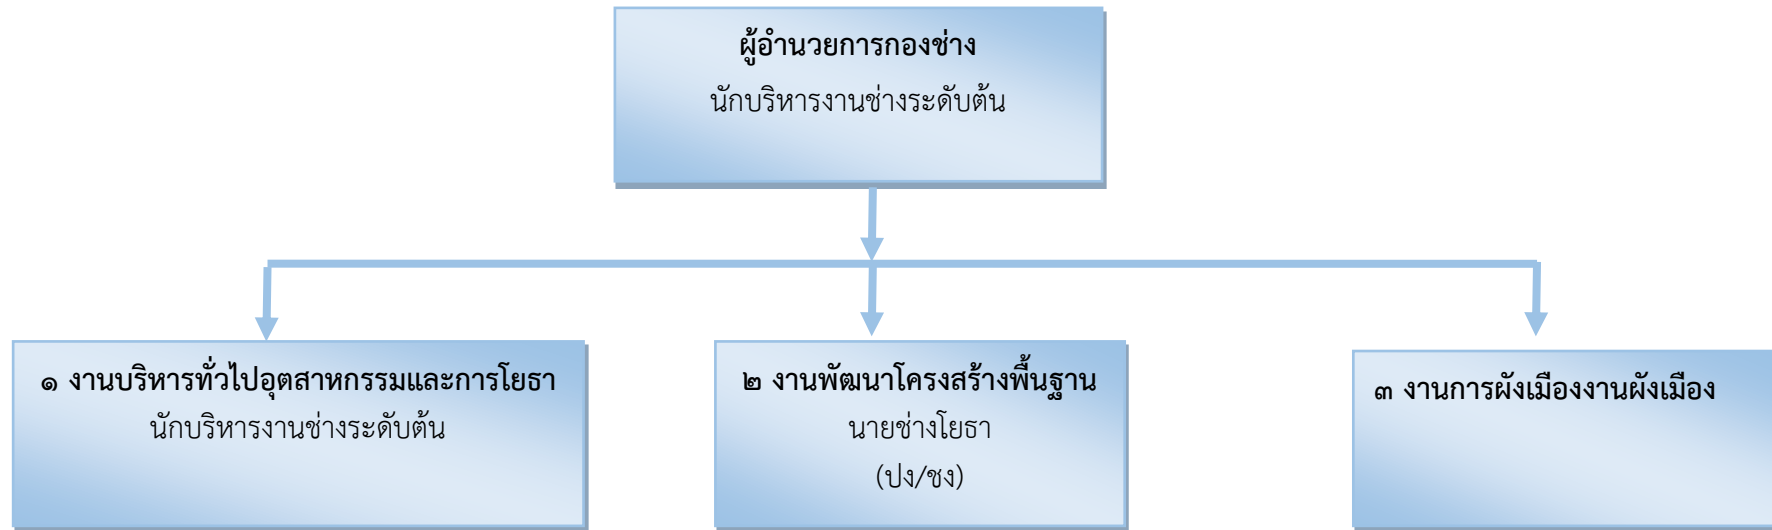 ผู้อำนวยการกองช่าง
นักบริหารงานช่างระดับต้น
๑ งานบริหารทั่วไปอุตสาหกรรมและการโยธา
นักบริหารงานช่างระดับต้น
๒ งานพัฒนาโครงสร้างพื้นฐาน
นายช่างโยธา
(ปง/ชง)
๓ งานการผังเมืองงานผังเมือง